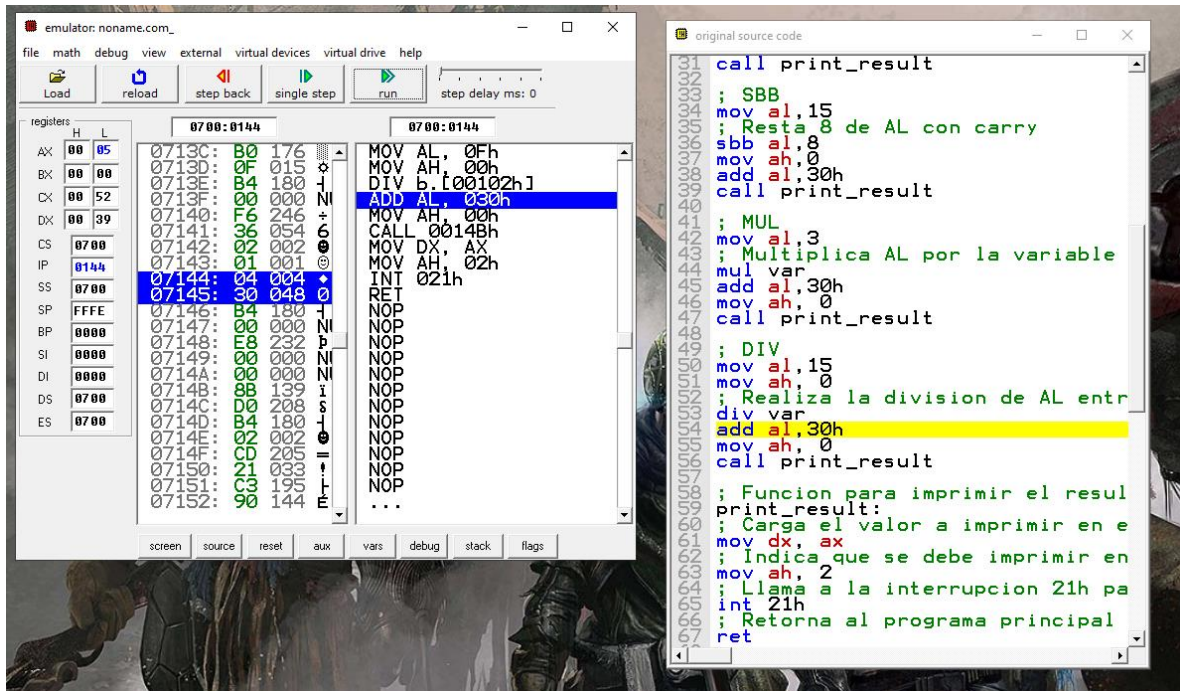 emulator: noname.com_
file math debug view external virtual devices virtual drive help
Load reload step back single step run step delay ms: 0
registers
H L
AX 00 05
BX 00 00
CX 00 52
DX 00 39
CS 0700
IP 0144
SS 0700
SP FFFE
BP 0000
SI 0000
DI 0000
DS 0700
ES 0700
0700:0144
0713C: B0 176
0713D: 0F 015 ☼
0713E: B4 180 ┤
0713F: 00 000 NU
07140: F6 246 ÷
07141: 36 054 6
07142: 02 002 ☻
07143: 01 001 ☺
07144: 04 004 ♦
07145: 30 048 0
07146: B4 180 ┤
07147: 00 000 NU
07148: E8 232
07149: 00 000 NU
0714A: 00 000 NU
0714B: 8B 139 ï
0714C: D0 208
0714D: B4 180 ┤
0714E: 02 002 ☻
0714F: CD 205 ═
07150: 21 033 !
07151: C3 195 ├
07152: 90 144 É
0700:0144
MOV AL, 0Fh
MOV AH, 00h
DIV b.[00102h]
ADD AL, 030h
MOV AH, 00h
CALL 0014Bh
MOV DX, AX
MOV AH, 02h
INT 021h
RET
NOP
NOP
NOP
NOP
NOP
NOP
NOP
NOP
NOP
NOP
NOP
NOP
...
screen source reset aux vars debug stack flags
original source code
31 call print_result
32
33 ; SBB
34 mov al,15
35 ; Resta 8 de AL con carry
36 sbb al,8
37 mov ah,0
38 add al,30h
39 call print_result
40
41 ; MUL
42 mov al,3
43 ; Multiplica AL por la variable
44 mul var
45 add al,30h
46 mov ah, 0
47 call print_result
48
49 ; DIV
50 mov al,15
51 mov ah, 0
52 ; Realiza la division de AL entr
53 div var
54 add al,30h
55 mov ah, 0
56 call print_result
57
58 ; Funcion para imprimir el resul
59 print_result:
60 ; Carga el valor a imprimir en e
61 mov dx, ax
62 ; Indica que se debe imprimir en
63 mov ah, 2
64 ; Llama a la interrupcion 21h pa
65 int 21h
66 ; Retorna al programa principal
67 ret